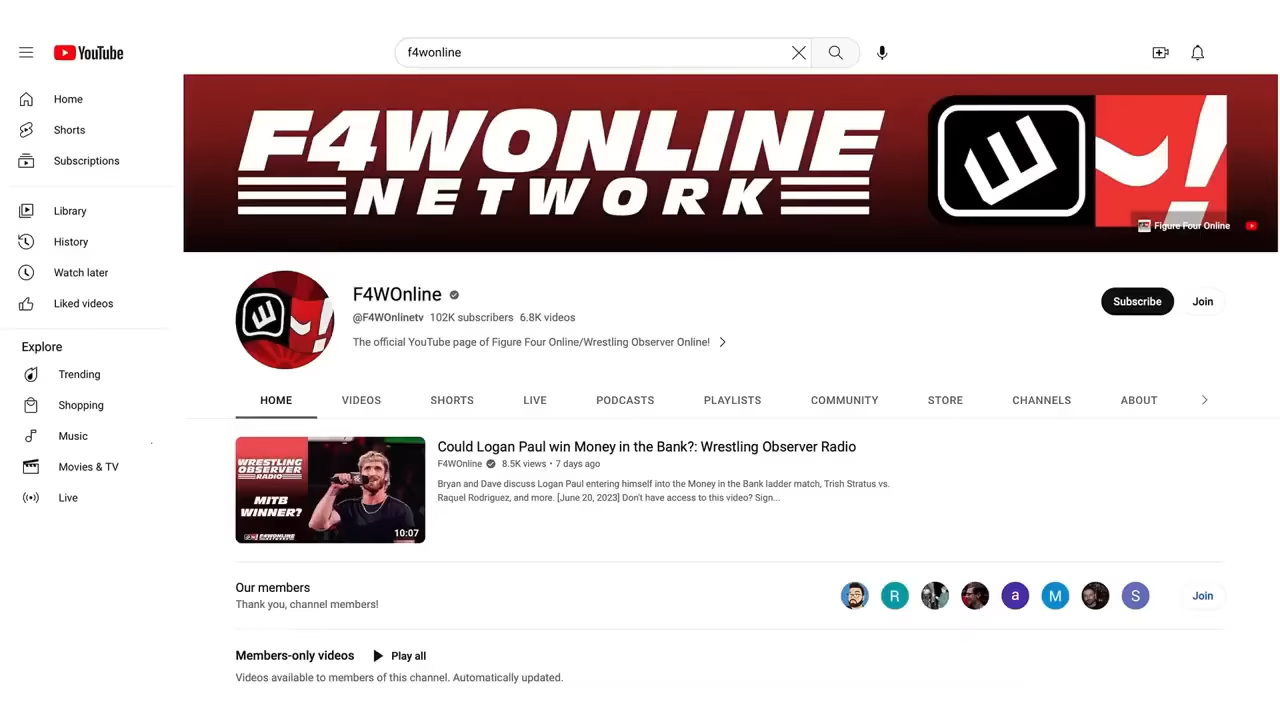 YouTube
f4wonline
Home
Shorts
Subscriptions
Library
History
Watch later
Liked videos
Explore
Trending
Shopping
Music
Movies & TV
Live
F4WONLINE
NETWORK
Figure Four Online
F4WOnline
@F4WOnlinetv 102K subscribers 6.8K videos
The official YouTube page of Figure Four Online/Wrestling Observer Online!
Subscribe
Join
HOME VIDEOS SHORTS LIVE PODCASTS PLAYLISTS COMMUNITY STORE CHANNELS ABOUT
WRESTLING
OBSERVER
RADIO
MITB
WINNER?
F4WONLINE
NETWORK
10:07
Could Logan Paul win Money in the Bank?: Wrestling Observer Radio
F4WOnline 8.5K views • 7 days ago
Bryan and Dave discuss Logan Paul entering himself into the Money in the Bank ladder match, Trish Stratus vs.
Raquel Rodriguez, and more. [June 20, 2023] Don't have access to this video? Sign...
Our members
Thank you, channel members!
R a M S
Join
Members-only videos Play all
Videos available to members of this channel. Automatically updated.